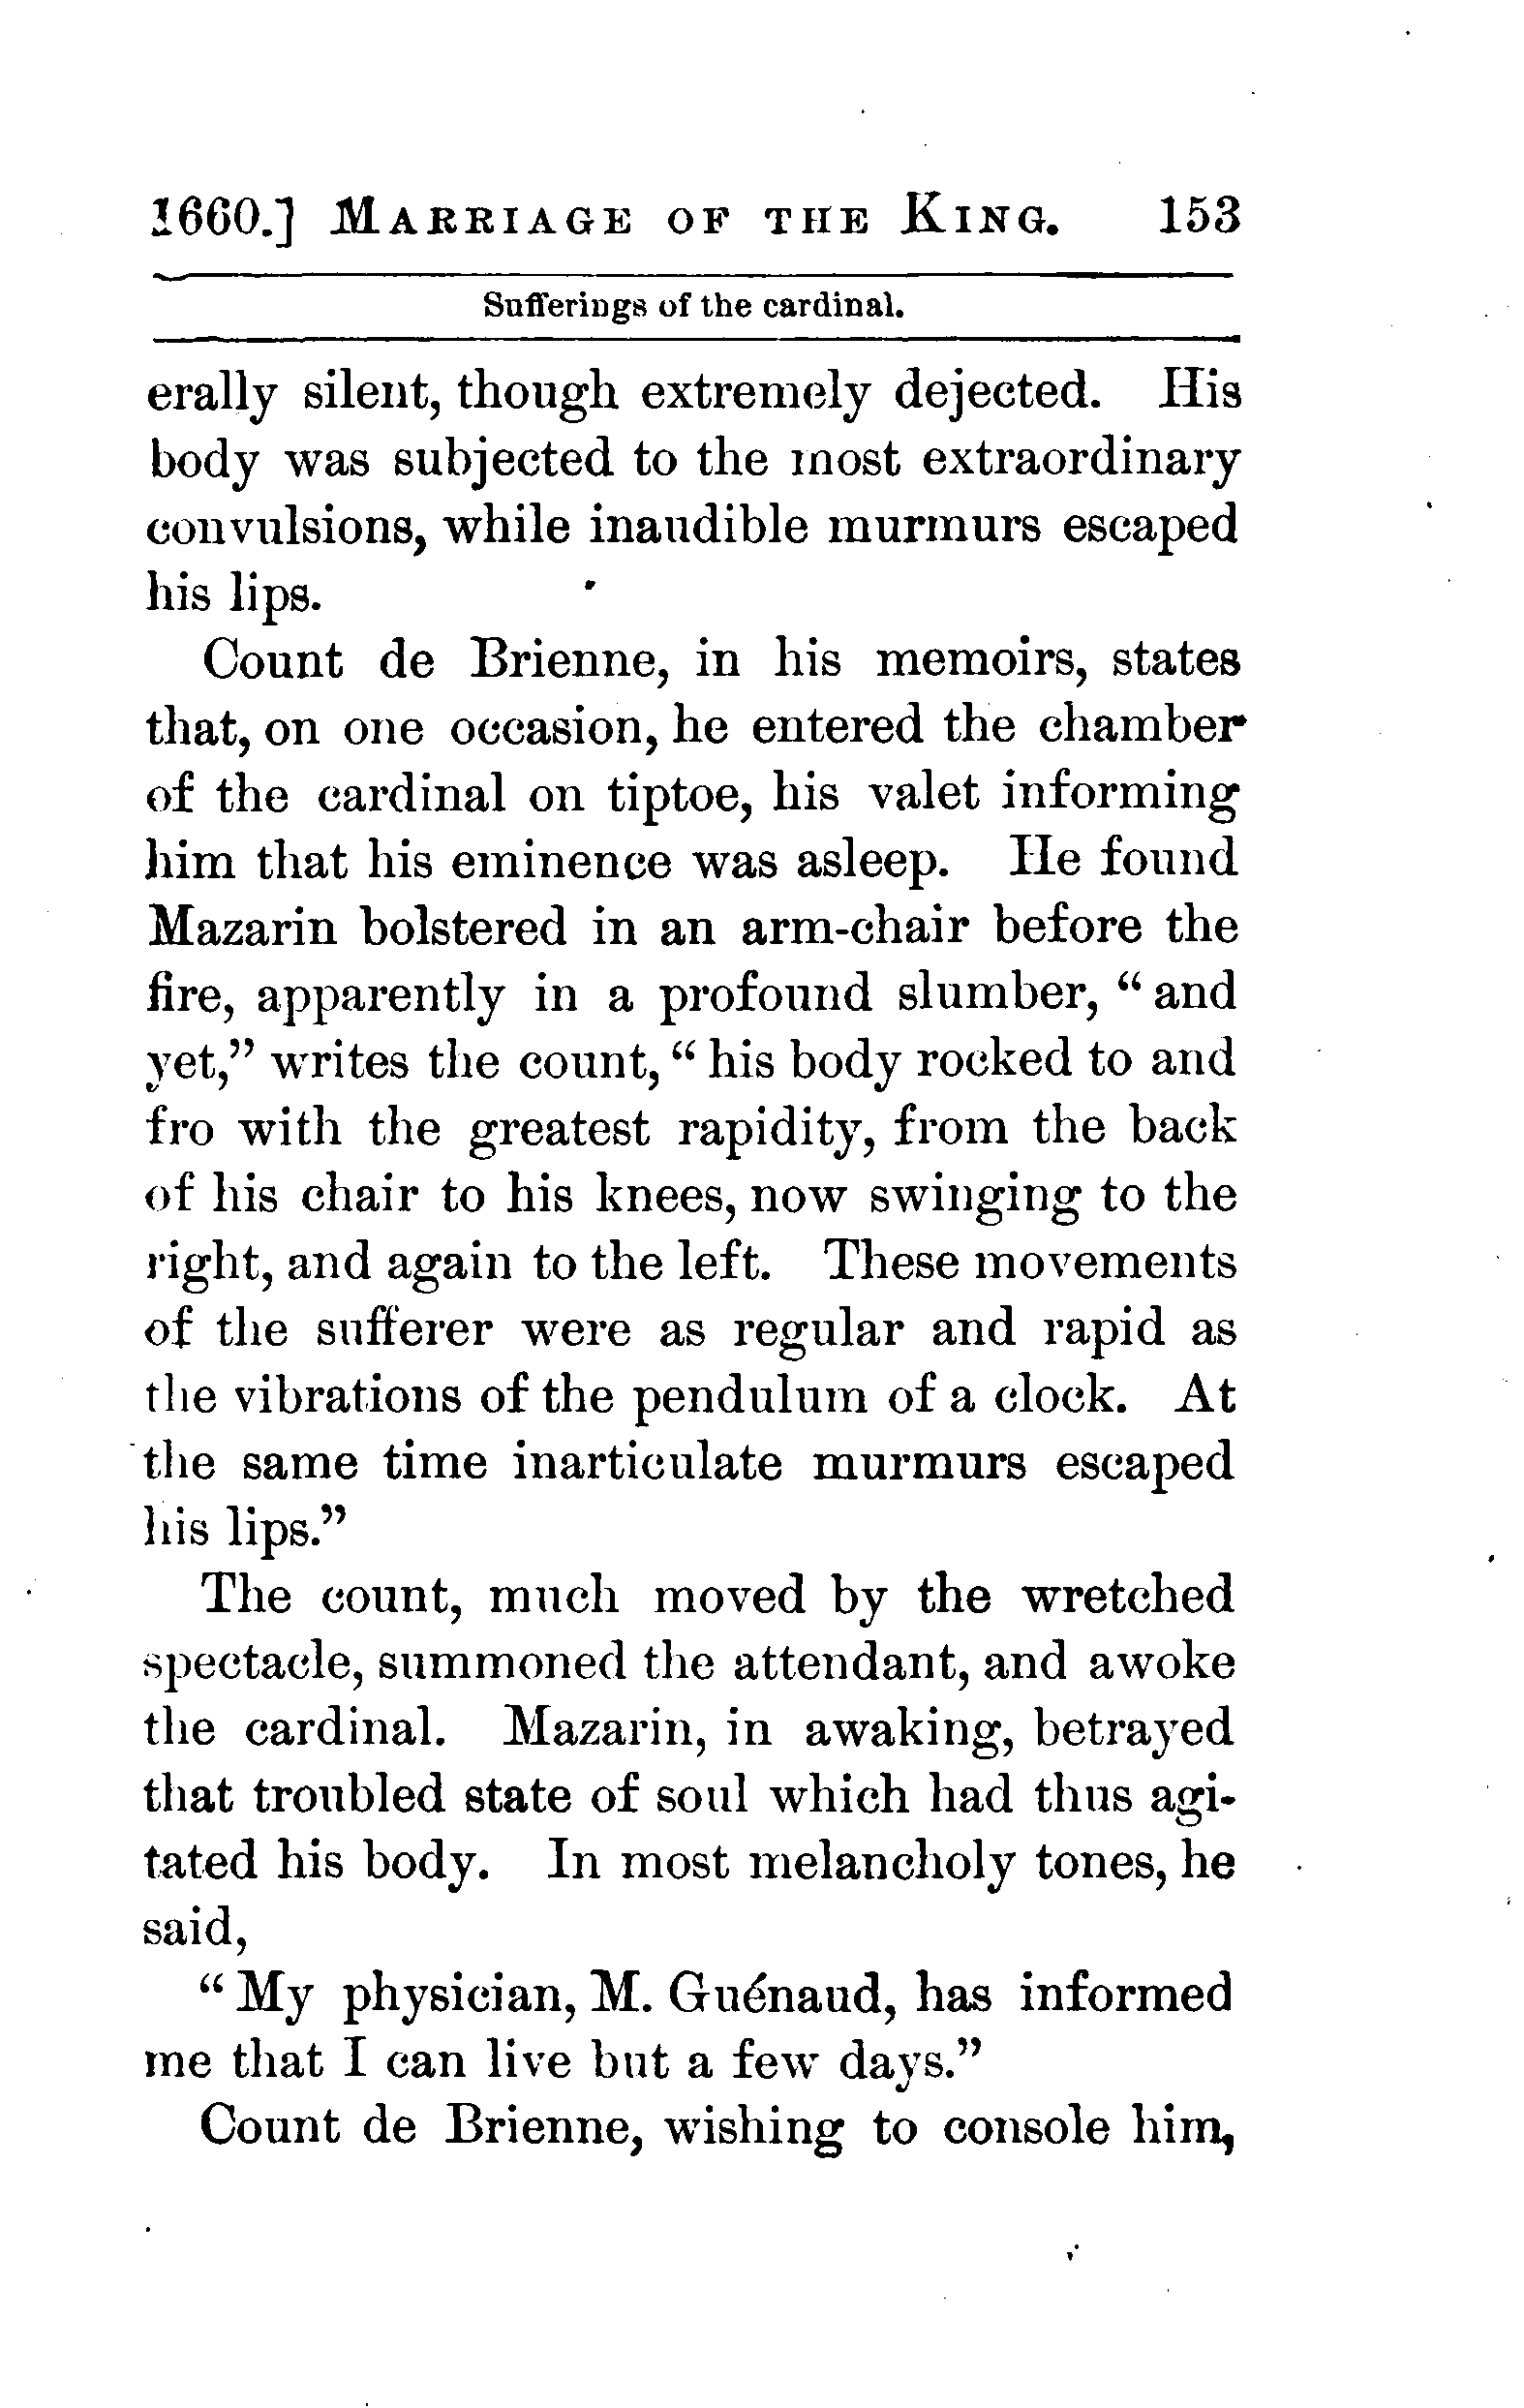 1660.] MARRIAGE OF THE KING. 153
Sufferings of the cardinal.
erally silent, though extremely dejected. His
body was subjected to the most extraordinary
convulsions, while inaudible murmurs escaped
his lips.
Count de Brienne, in his memoirs, states
that, on one occasion, he entered the chamber
of the cardinal on tiptoe, his valet informing
him that his eminence was asleep. He found
Mazarin bolstered in an arm-chair before the
fire, apparently in a profound slumber, “and
yet,” writes the count, “his body rocked to and
fro with the greatest rapidity, from the back
of his chair to his knees, now swinging to the
right, and again to the left. These movements
of the sufferer were as regular and rapid as
the vibrations of the pendulum of a clock. At
the same time inarticulate murmurs escaped
his lips.”
The count, much moved by the wretched
spectacle, summoned the attendant, and awoke
the cardinal. Mazarin, in awaking, betrayed
that troubled state of soul which had thus agi-
tated his body. In most melancholy tones, he
said,
“My physician, M. Guénaud, has informed
me that I can live but a few days.”
Count de Brienne, wishing to console him,